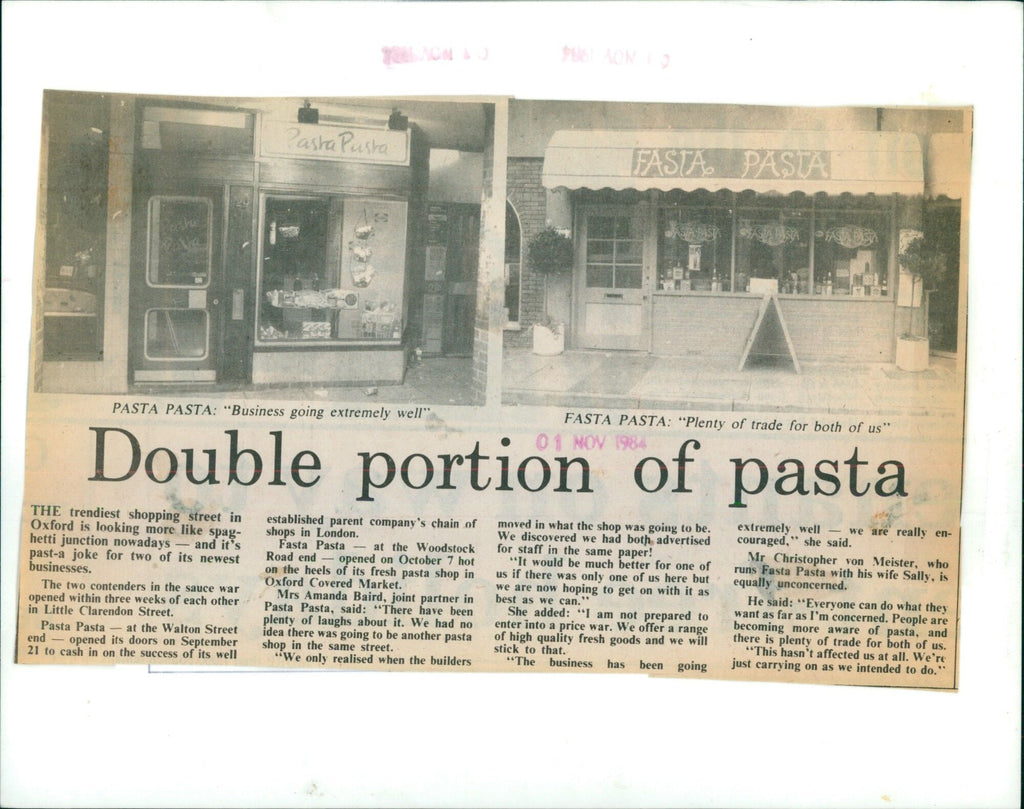 Pasta Pasta
FASTA PASTA
FASTA PASTA
FASTA PASTA
FASTA PASTA
PASTA PASTA: "Business going extremely well"
FASTA PASTA: "Plenty of trade for both of us"
01 NOV 1984
Double portion of pasta
THE trendiest shopping street in
Oxford is looking more like spag-
hetti junction nowadays — and it's
past-a joke for two of its newest
businesses.
The two contenders in the sauce war
opened within three weeks of each other
in Little Clarendon Street.
Pasta Pasta — at the Walton Street
end — opened its doors on September
21 to cash in on the success of its well
established parent company's chain of
shops in London.
Fasta Pasta — at the Woodstock
Road end — opened on October 7 hot
on the heels of its fresh pasta shop in
Oxford Covered Market.
Mrs Amanda Baird, joint partner in
Pasta Pasta, said: "There have been
plenty of laughs about it. We had no
idea there was going to be another pasta
shop in the same street.
"We only realised when the builders
moved in what the shop was going to be.
We discovered we had both advertised
for staff in the same paper!
"It would be much better for one of
us if there was only one of us here but
we are now hoping to get on with it as
best as we can."
She added: "I am not prepared to
enter into a price war. We offer a range
of high quality fresh goods and we will
stick to that.
"The business has been going
extremely well — we are really en-
couraged," she said.
Mr Christopher von Meister, who
runs Fasta Pasta with his wife Sally, is
equally unconcerned.
He said: "Everyone can do what they
want as far as I'm concerned. People are
becoming more aware of pasta, and
there is plenty of trade for both of us.
"This hasn't affected us at all. We're
just carrying on as we intended to do."